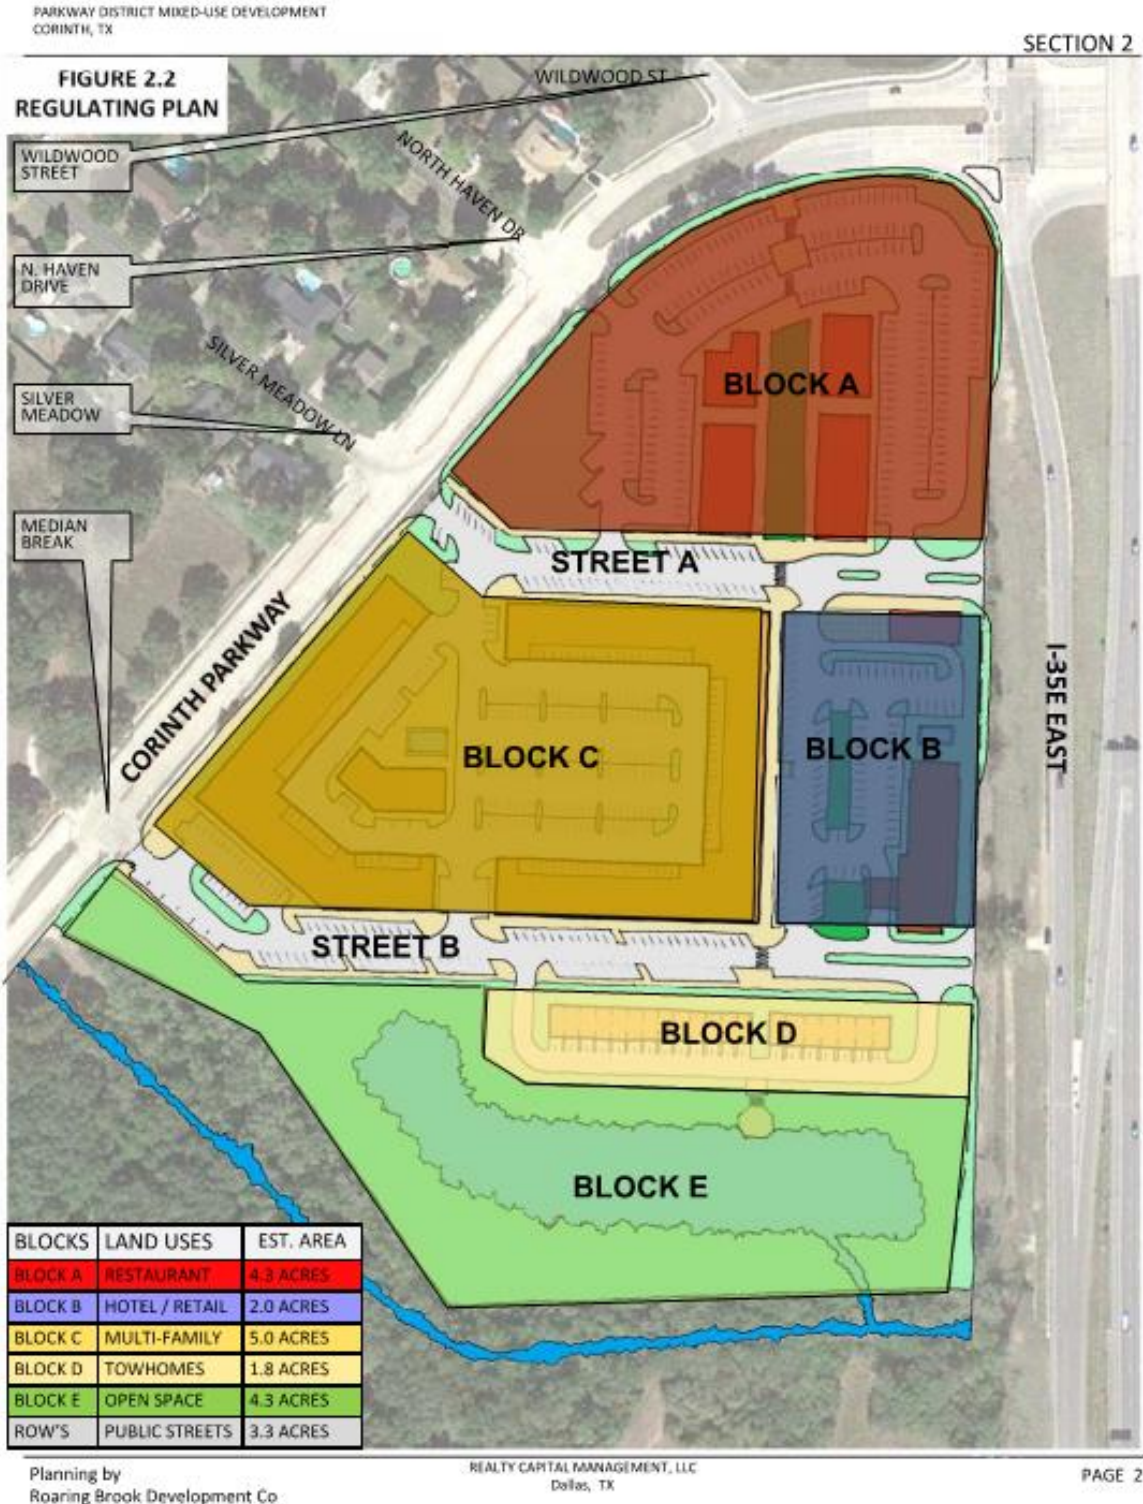 PARKWAY DISTRICT MIXED-USE DEVELOPMENT
CORINTH, TX
SECTION 2
FIGURE 2.2
REGULATING PLAN
WILDWOOD ST
WILDWOOD
STREET
NORTH HAVEN DR
N. HAVEN
DRIVE
SILVER MEADOW LN
SILVER
MEADOW
BLOCK A
MEDIAN
BREAK
STREET A
CORINTH PARKWAY
I-35E EAST
BLOCK C
BLOCK B
STREET B
BLOCK D
BLOCK E
BLOCKS LAND USES EST. AREA
BLOCK A RESTAURANT 4.3 ACRES
BLOCK B HOTEL / RETAIL 2.0 ACRES
BLOCK C MULTI-FAMILY 5.0 ACRES
BLOCK D TOWHOMES 1.8 ACRES
BLOCK E OPEN SPACE 4.3 ACRES
ROW'S PUBLIC STREETS 3.3 ACRES
Planning by
Roaring Brook Development Co
REALTY CAPITAL MANAGEMENT, LLC
Dallas, TX
PAGE 2